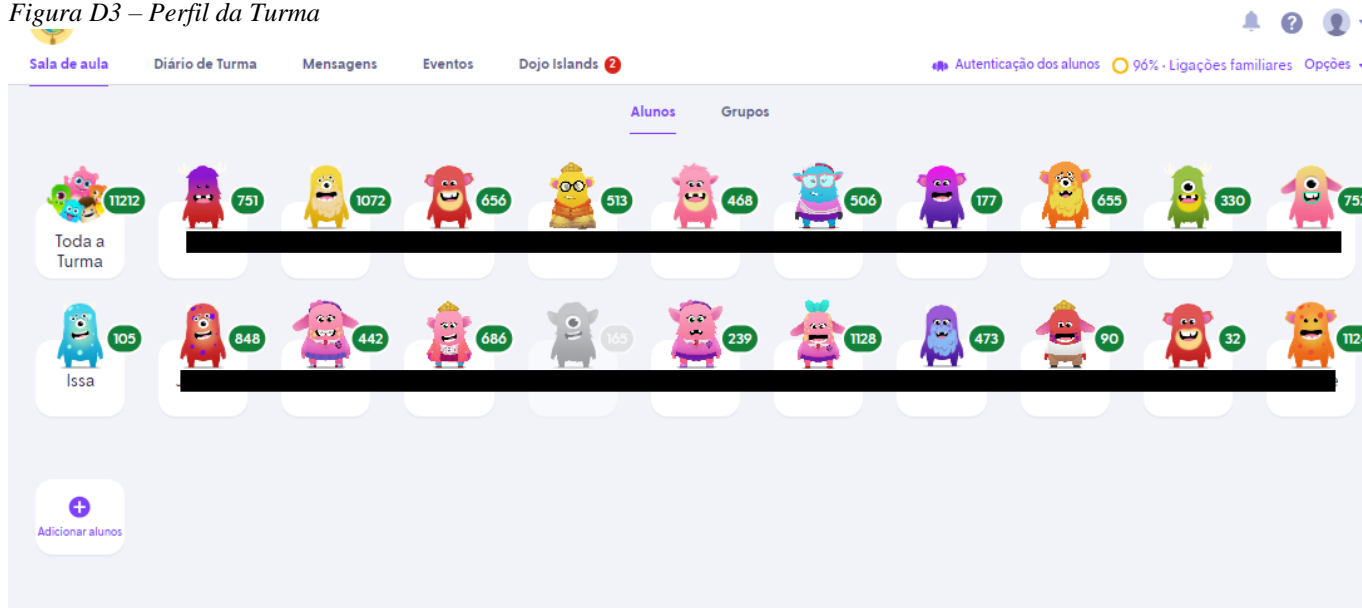 Figura D3 – Perfil da Turma
Sala de aula Diário de Turma Mensagens Eventos Dojo Islands 2 Autenticação dos alunos 96% · Ligações familiares Opções
Alunos Grupos
11212 751 1072 656 513 468 506 177 655 330
Toda a
Turma
105 848 442 686 165 239 1128 473 90 32
Issa
Adicionar alunos